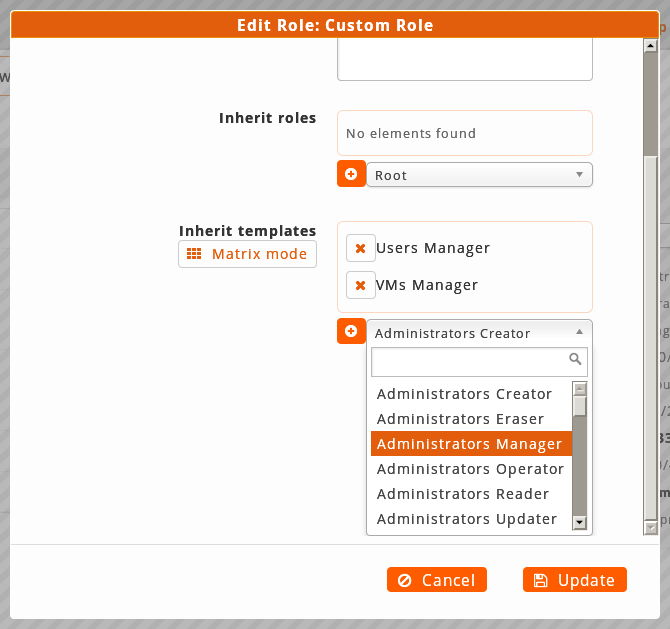 Edit Role: Custom Role
Inherit roles
No elements found
Root
Inherit templates
Matrix mode
Users Manager
VMs Manager
Administrators Creator
Administrators Creator
Administrators Eraser
Administrators Manager
Administrators Operator
Administrators Reader
Administrators Updater
Cancel
Update